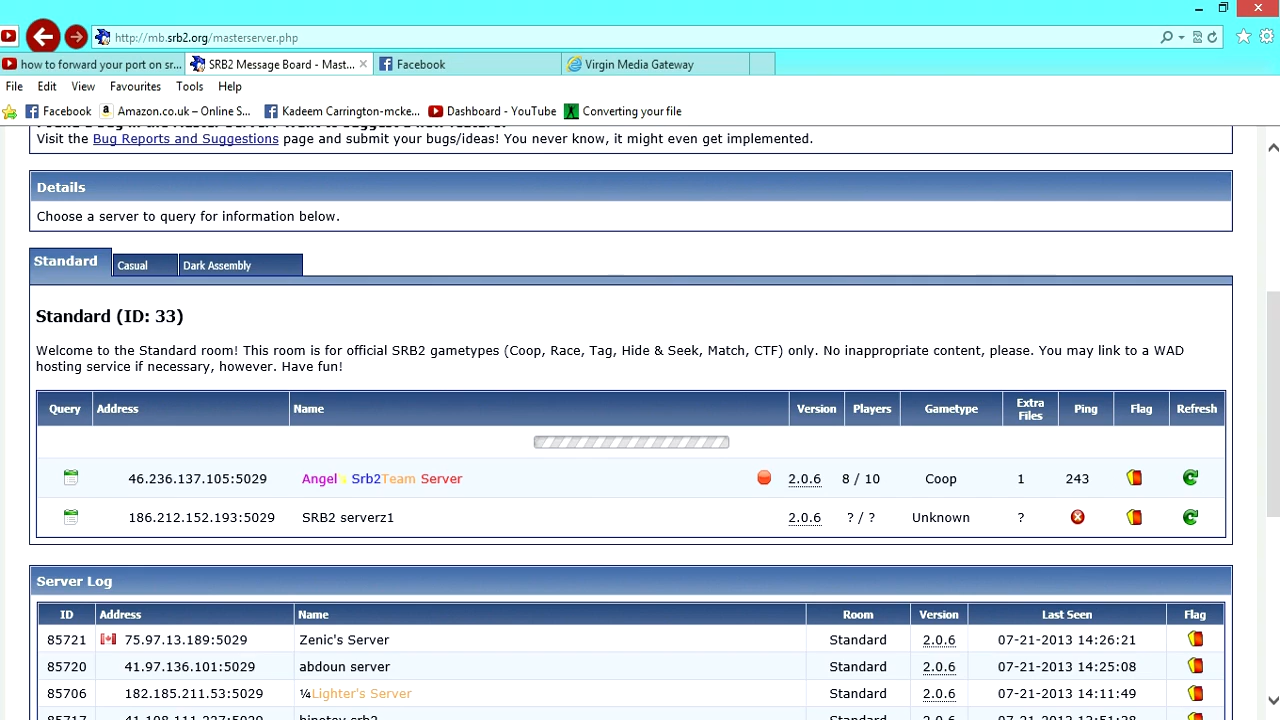 http://mb.srb2.org/masterserver.php
how to forward your port on sr...
SRB2 Message Board - Mast...
Facebook
Virgin Media Gateway
File Edit View Favourites Tools Help
Facebook
Amazon.co.uk – Online S...
Kadeem Carrington-mcke...
Dashboard - YouTube
Converting your file
Visit the Bug Reports and Suggestions page and submit your bugs/ideas! You never know, it might even get implemented.
Details
Choose a server to query for information below.
Standard Casual Dark Assembly
Standard (ID: 33)
Welcome to the Standard room! This room is for official SRB2 gametypes (Coop, Race, Tag, Hide & Seek, Match, CTF) only. No inappropriate content, please. You may link to a WAD
hosting service if necessary, however. Have fun!
Query Address Name Version Players Gametype Extra Files Ping Flag Refresh
46.236.137.105:5029 Angel Srb2Team Server 2.0.6 8 / 10 Coop 1 243
186.212.152.193:5029 SRB2 serverz1 2.0.6 ? / ? Unknown ?
Server Log
ID Address Name Room Version Last Seen Flag
85721 75.97.13.189:5029 Zenic's Server Standard 2.0.6 07-21-2013 14:26:21
85720 41.97.136.101:5029 abdoun server Standard 2.0.6 07-21-2013 14:25:08
85706 182.185.211.53:5029 ¼Lighter's Server Standard 2.0.6 07-21-2013 14:11:49